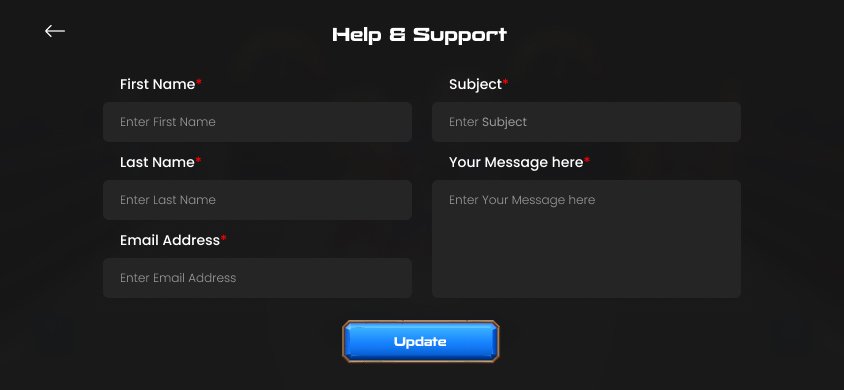 Help & Support
First Name*
Enter First Name
Last Name*
Enter Last Name
Email Address*
Enter Email Address
Subject*
Enter Subject
Your Message here*
Enter Your Message here
Update